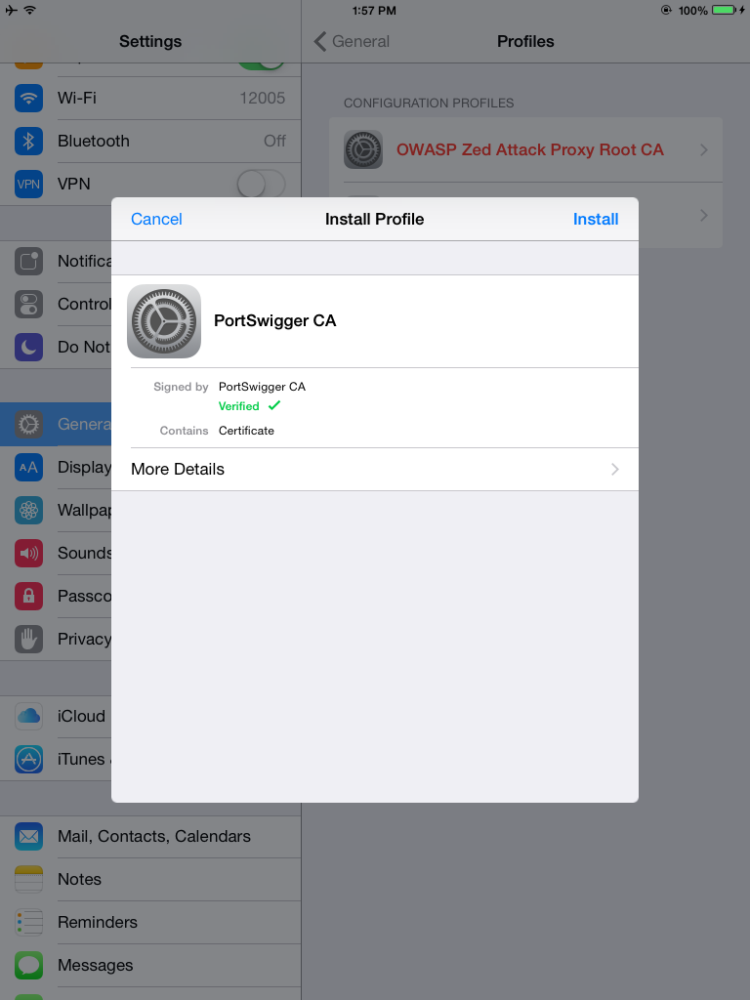 1:57 PM
100%
Settings
General
Profiles
Wi-Fi
12005
Bluetooth
Off
VPN
VPN
CONFIGURATION PROFILES
OWASP Zed Attack Proxy Root CA
Cancel
Install Profile
Install
PortSwigger CA
Signed by PortSwigger CA
Verified
Contains Certificate
More Details
Notifica
Control
Do Not
Genera
AA
Display
Wallpap
Sounds
Passco
Privacy
iCloud
iTunes
Mail, Contacts, Calendars
Notes
Reminders
Messages